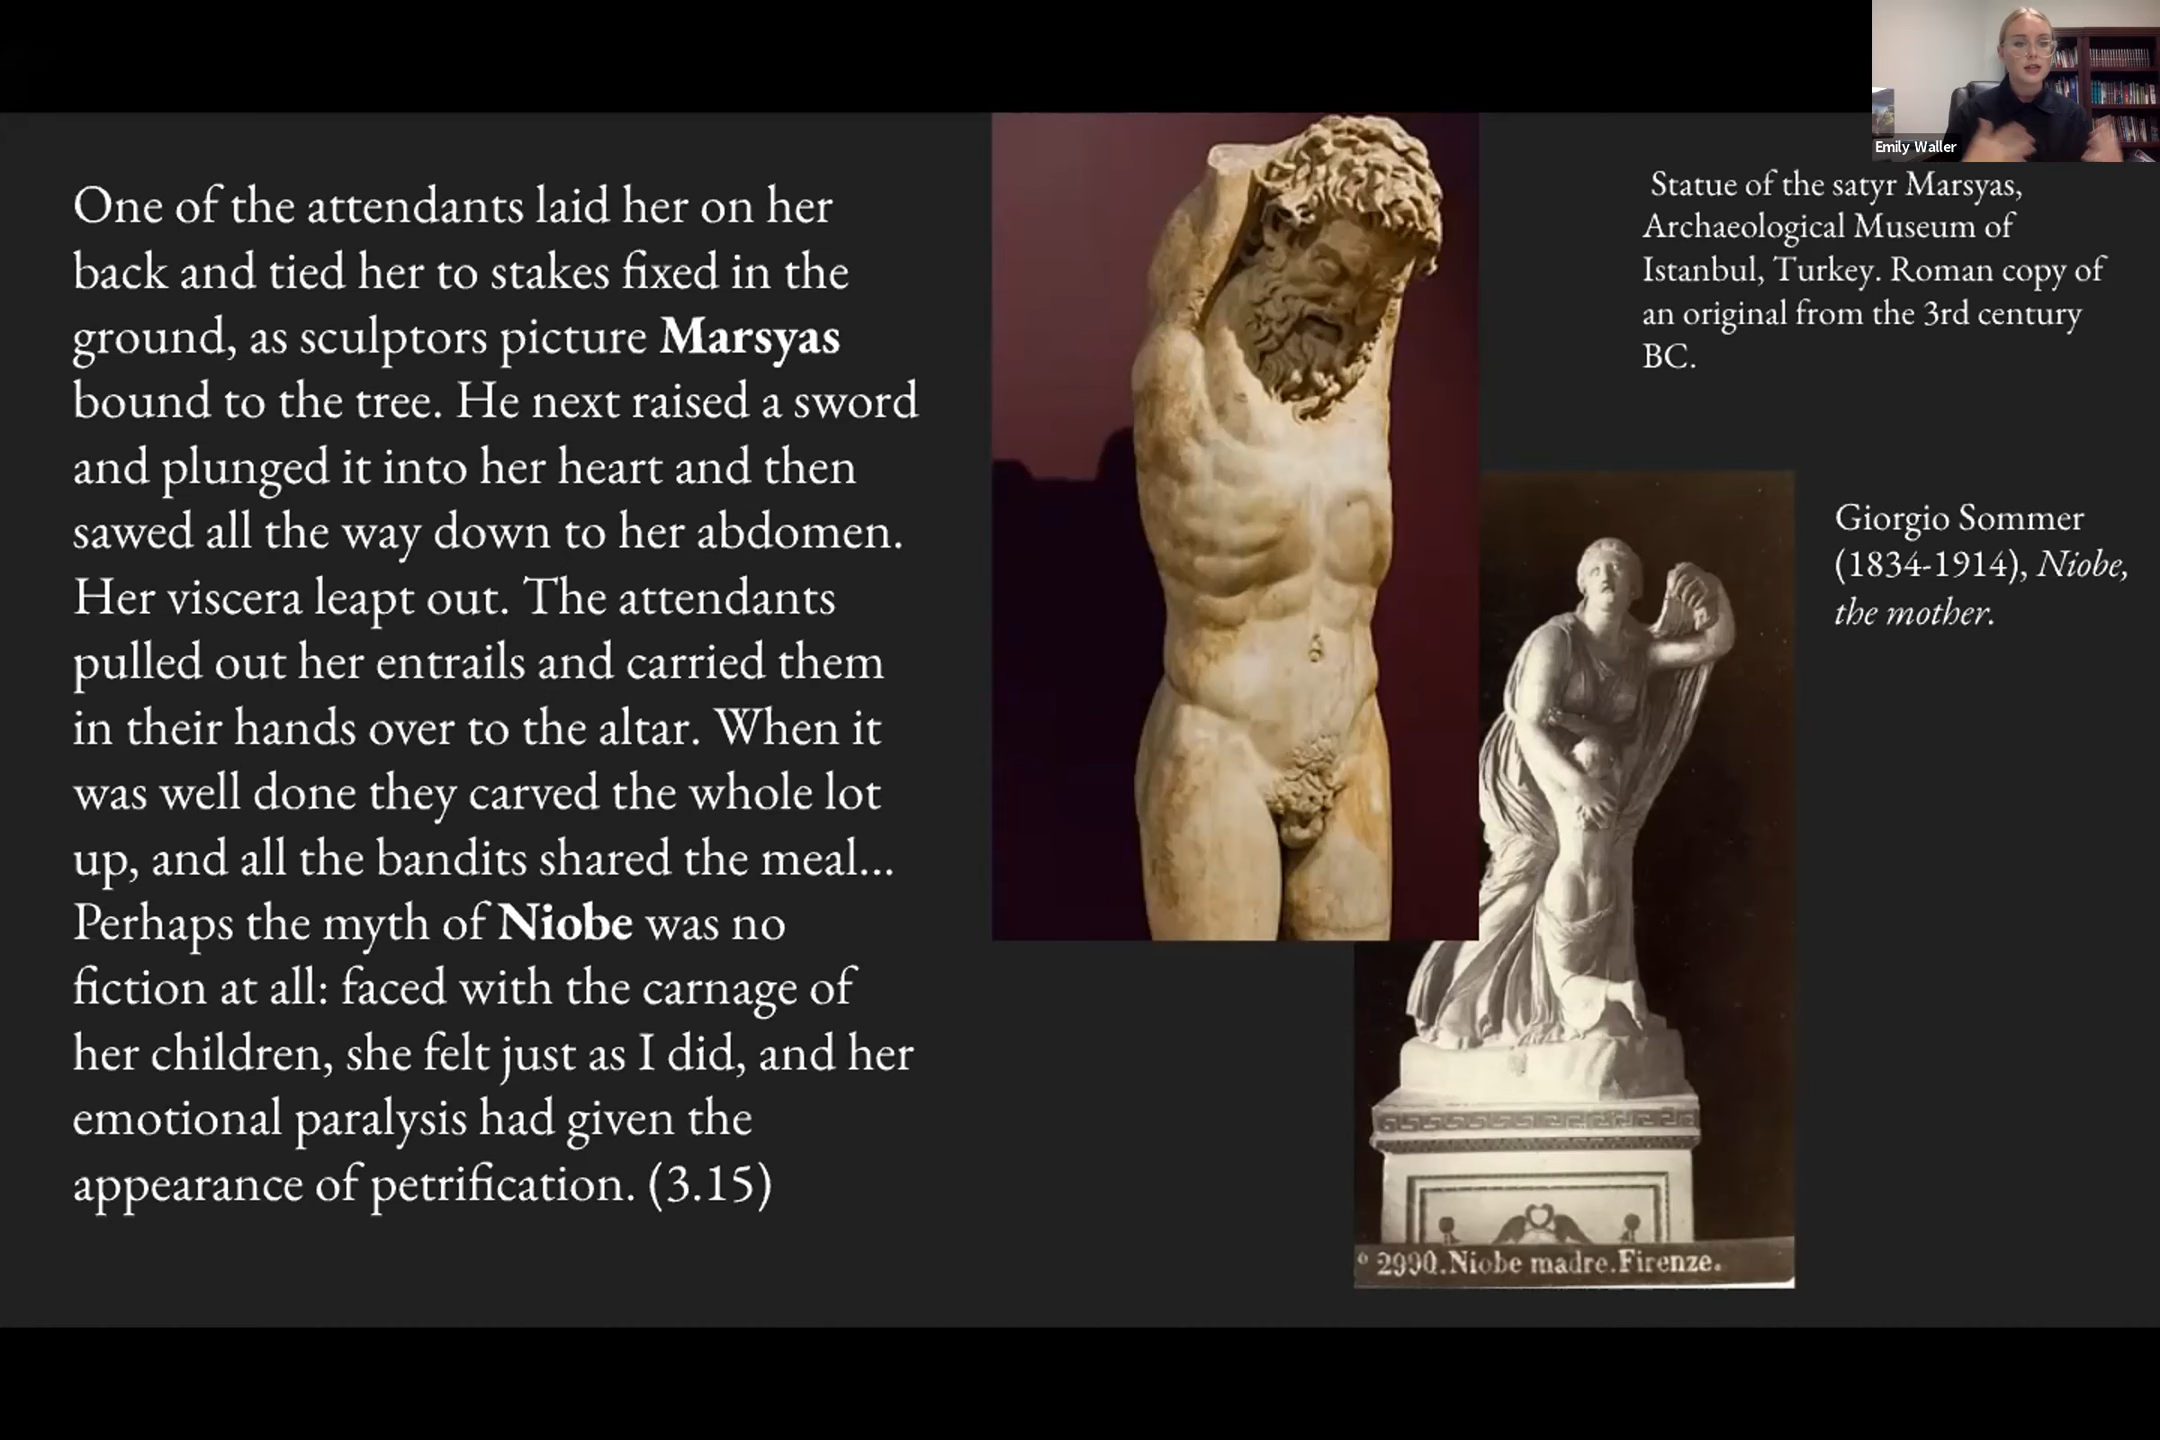 One of the attendants laid her on her
back and tied her to stakes fixed in the
ground, as sculptors picture Marsyas
bound to the tree. He next raised a sword
and plunged it into her heart and then
sawed all the way down to her abdomen.
Her viscera leapt out. The attendants
pulled out her entrails and carried them
in their hands over to the altar. When it
was well done they carved the whole lot
up, and all the bandits shared the meal...
Perhaps the myth of Niobe was no
fiction at all: faced with the carnage of
her children, she felt just as I did, and her
emotional paralysis had given the
appearance of petrification. (3.15)
Emily Waller
Statue of the satyr Marsyas,
Archaeological Museum of
Istanbul, Turkey. Roman copy of
an original from the 3rd century
BC.
Giorgio Sommer
(1834-1914), Niobe,
the mother.
º 2990. Niobe madre. Firenze.